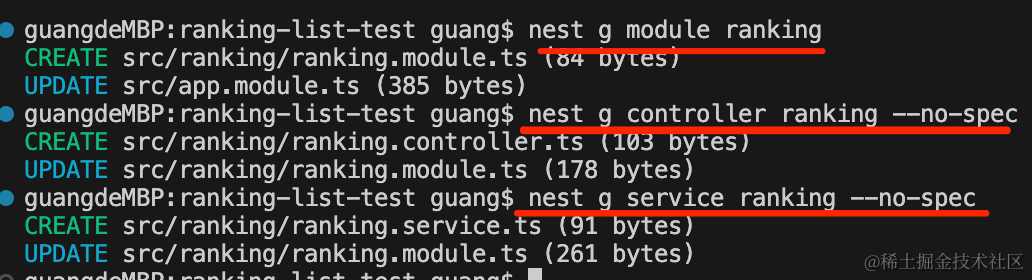 guangdeMBP:ranking-list-test guang$ nest g module ranking
CREATE src/ranking/ranking.module.ts (84 bytes)
UPDATE src/app.module.ts (385 bytes)
guangdeMBP:ranking-list-test guang$ nest g controller ranking --no-spec
CREATE src/ranking/ranking.controller.ts (103 bytes)
UPDATE src/ranking/ranking.module.ts (178 bytes)
guangdeMBP:ranking-list-test guang$ nest g service ranking --no-spec
CREATE src/ranking/ranking.service.ts (91 bytes)
UPDATE src/ranking/ranking.module.ts (261 bytes)
guangdeMBP:ranking-list-test guang$
@稀土掘金技术社区